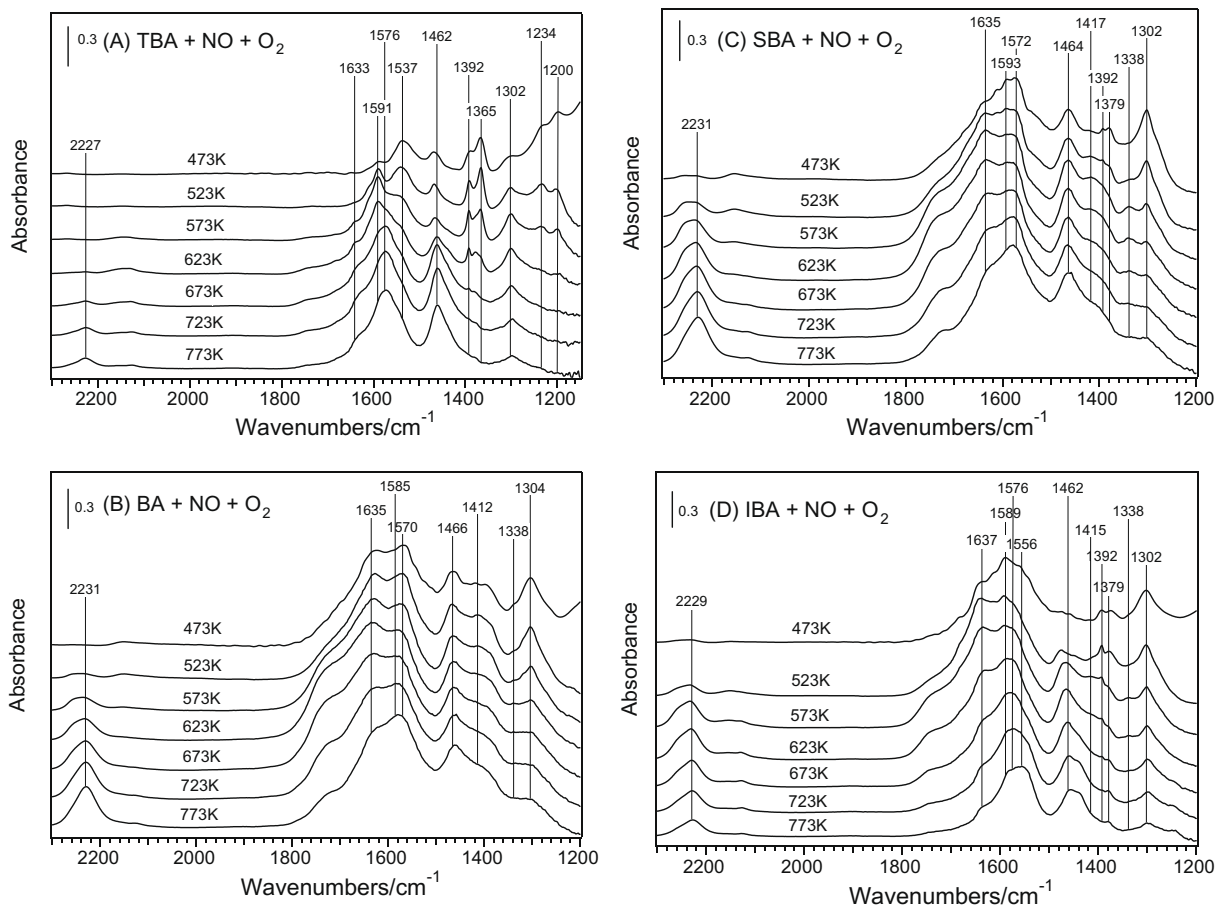 0.3 (A) TBA + NO + O2
1576 1462 1234
1633 1537 1392 1200
1591 1365 1302
2227
473K
523K
573K
623K
673K
723K
773K
Absorbance
2200 2000 1800 1600 1400 1200
Wavenumbers/cm-1
0.3 (C) SBA + NO + O2
1635 1417 1302
1572 1464 1338
1593 1392
1379
2231
473K
523K
573K
623K
673K
723K
773K
Absorbance
2200 2000 1800 1600 1400 1200
Wavenumbers/cm-1
0.3 (B) BA + NO + O2
1585 1304
1635 1412
1570 1466 1338
2231
473K
523K
573K
623K
673K
723K
773K
Absorbance
2200 2000 1800 1600 1400 1200
Wavenumbers/cm-1
0.3 (D) IBA + NO + O2
1576 1462
1589 1338
1637 1556 1415
1392 1302
1379
2229
473K
523K
573K
623K
673K
723K
773K
Absorbance
2200 2000 1800 1600 1400 1200
Wavenumbers/cm-1